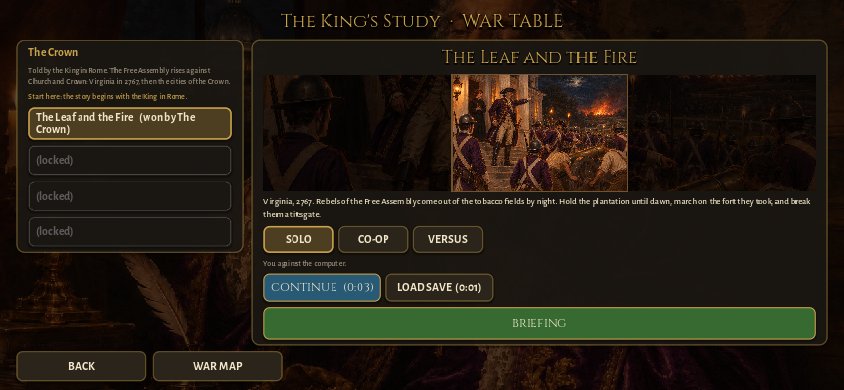 The King's Study · WAR TABLE
The Crown
Told by the King in Rome. The Free Assembly rises against
Church and Crown: Virginia in 2767, then the cities of the Crown.
Start here: the story begins with the King in Rome.
The Leaf and the Fire (won by The
Crown)
(locked)
(locked)
(locked)
The Leaf and the Fire
Virginia, 2767. Rebels of the Free Assembly come out of the tobacco fields by night. Hold the plantation until dawn, march on the fort they took, and break
them at its gate.
SOLO
CO-OP
VERSUS
You against the computer.
CONTINUE (0:03)
LOAD SAVE (0:01)
BRIEFING
BACK
WAR MAP